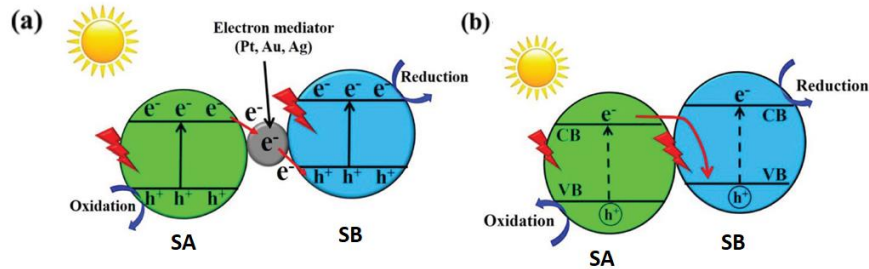 (a)
Electron mediator
(Pt, Au, Ag)
Reduction
e⁻ e⁻ e⁻
e⁻ e⁻ e⁻
e⁻
e⁻
e⁻
h⁺ h⁺ h⁺
h⁺ h⁺ h⁺
Oxidation
SA
SB
(b)
Reduction
e⁻
CB
e⁻
CB
VB
h⁺
VB
h⁺
Oxidation
SA
SB